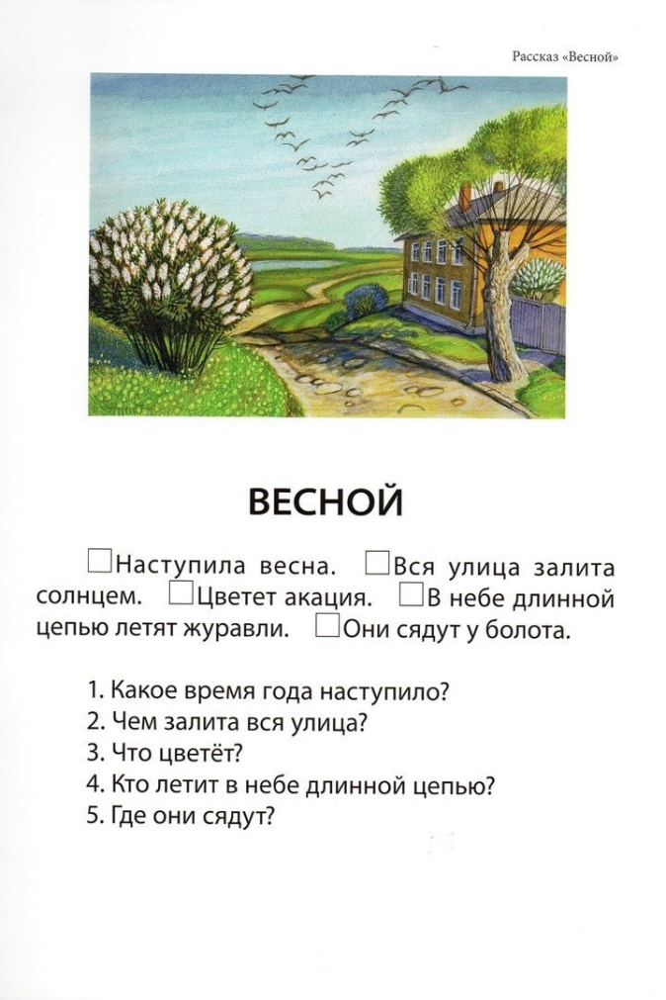 Рассказ «Весной»
ВЕСНОЙ
Наступила весна. Вся улица залита
солнцем. Цветет акация. В небе длинной
цепью летят журавли. Они сядут у болота.
1. Какое время года наступило?
2. Чем залита вся улица?
3. Что цветёт?
4. Кто летит в небе длинной цепью?
5. Где они сядут?